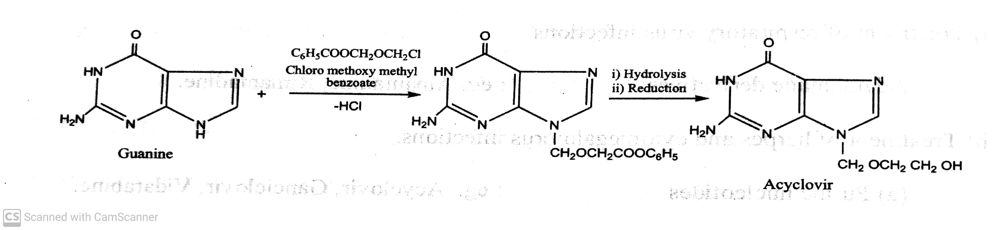 O
HN
N
H₂N
N
N
H
Guanine
+
C₆H₅COOCH₂OCH₂Cl
Chloro methoxy methyl
benzoate
-HCl
O
HN
N
H₂N
N
N
CH₂OCH₂COOC₆H₅
i) Hydrolysis
ii) Reduction
O
HN
N
H₂N
N
N
CH₂ OCH₂ CH₂ OH
Acyclovir
CS Scanned with CamScanner